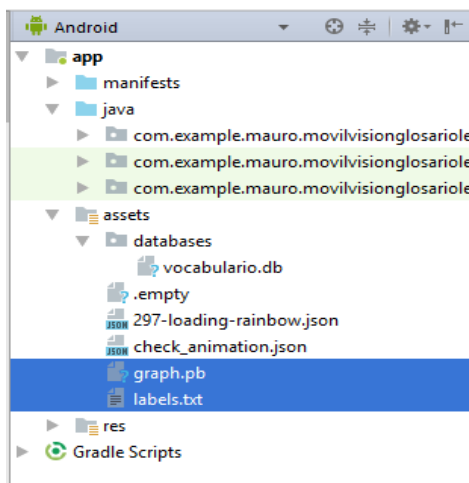 Android
app
manifests
java
com.example.mauro.movilvisionglosariole
com.example.mauro.movilvisionglosariole
com.example.mauro.movilvisionglosariole
assets
databases
vocabulario.db
.empty
297-loading-rainbow.json
check_animation.json
graph.pb
labels.txt
res
Gradle Scripts